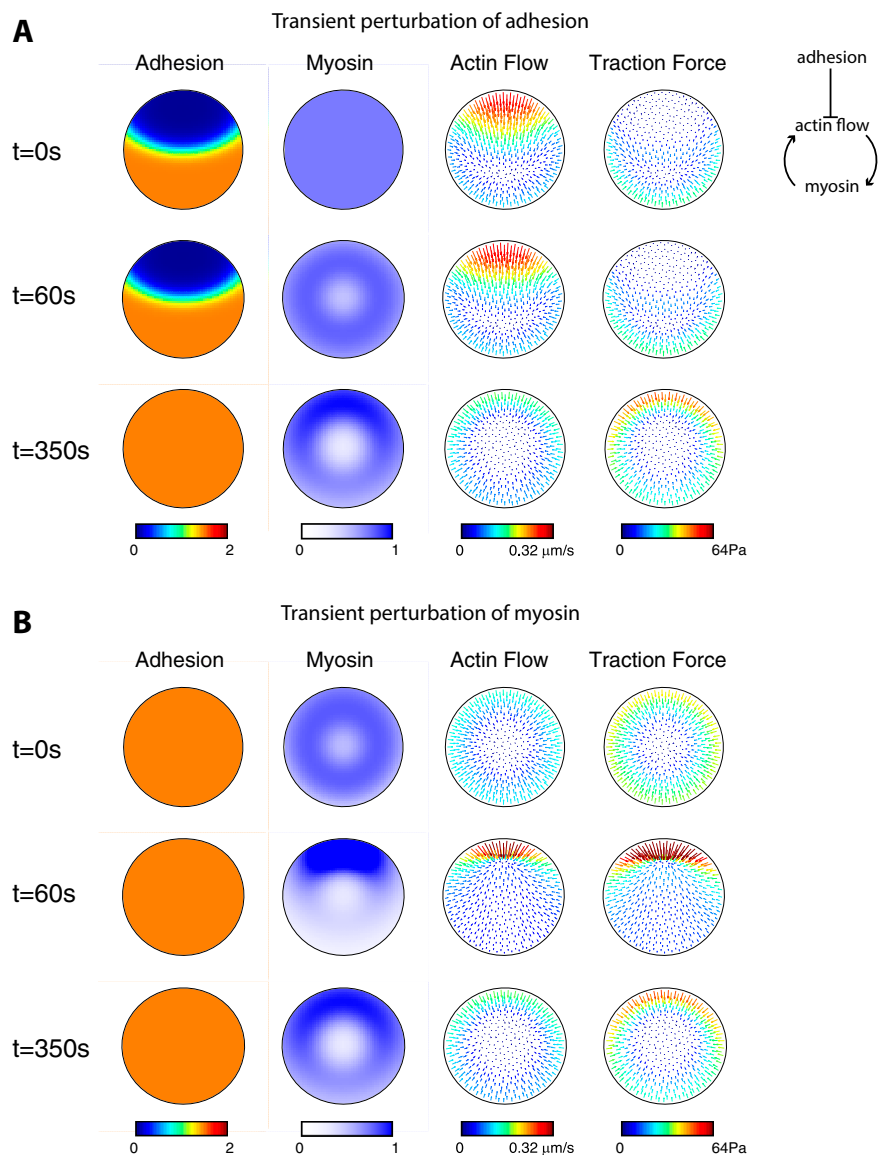 A
Transient perturbation of adhesion
Adhesion Myosin Actin Flow Traction Force
adhesion
actin flow
myosin
t=0s
t=60s
t=350s
0 2 0 1 0 0.32 μm/s 0 64Pa
B
Transient perturbation of myosin
Adhesion Myosin Actin Flow Traction Force
t=0s
t=60s
t=350s
0 2 0 1 0 0.32 μm/s 0 64Pa